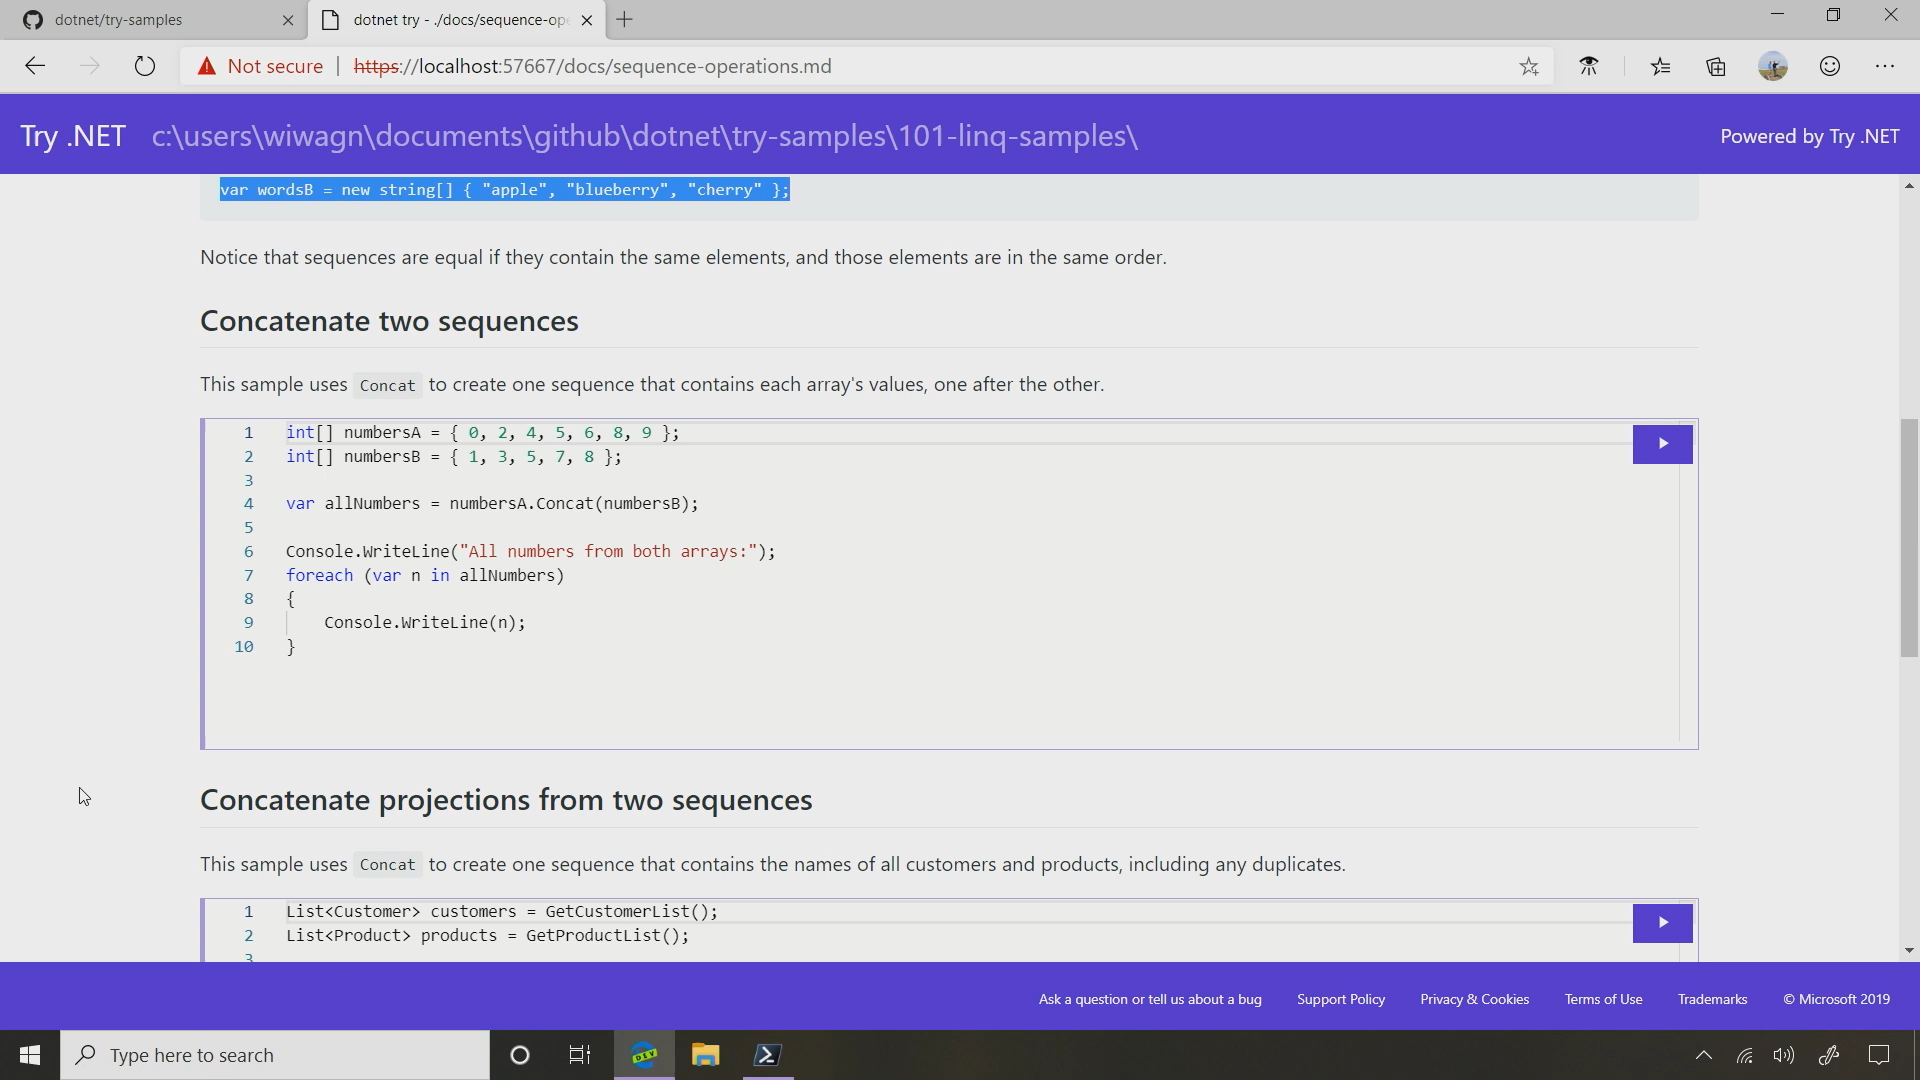 dotnet/try-samples
dotnet try - ./docs/sequence-ope
Not secure | https://localhost:57667/docs/sequence-operations.md
Try .NET c:\users\wiwagn\documents\github\dotnet\try-samples\101-linq-samples\ Powered by Try .NET
var wordsB = new string[] { "apple", "blueberry", "cherry" };
Notice that sequences are equal if they contain the same elements, and those elements are in the same order.
Concatenate two sequences
This sample uses Concat to create one sequence that contains each array's values, one after the other.
1 int[] numbersA = { 0, 2, 4, 5, 6, 8, 9 };
2 int[] numbersB = { 1, 3, 5, 7, 8 };
3
4 var allNumbers = numbersA.Concat(numbersB);
5
6 Console.WriteLine("All numbers from both arrays:");
7 foreach (var n in allNumbers)
8 {
9 Console.WriteLine(n);
10 }
Concatenate projections from two sequences
This sample uses Concat to create one sequence that contains the names of all customers and products, including any duplicates.
1 List<Customer> customers = GetCustomerList();
2 List<Product> products = GetProductList();
3
Ask a question or tell us about a bug Support Policy Privacy & Cookies Terms of Use Trademarks © Microsoft 2019
Type here to search
DEV